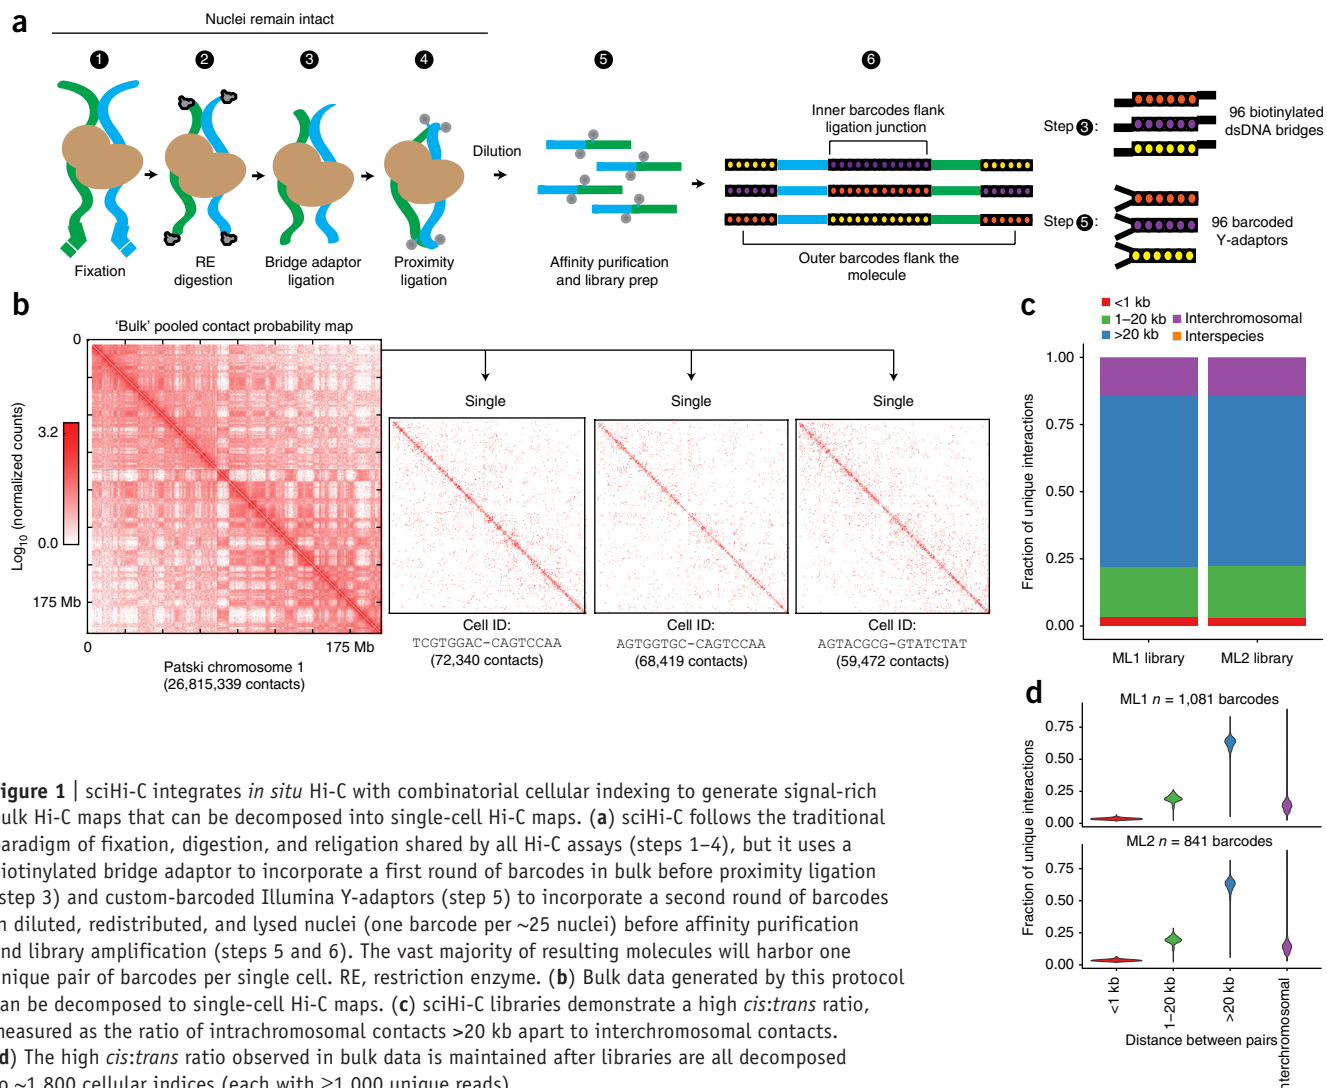 a
Nuclei remain intact
1 2 3 4 5 6
Fixation
RE
digestion
Bridge adaptor
ligation
Proximity
ligation
Dilution
Affinity purification
and library prep
Inner barcodes flank
ligation junction
Outer barcodes flank the
molecule
Step 3:
96 biotinylated
dsDNA bridges
Step 5:
96 barcoded
Y-adaptors
b
'Bulk' pooled contact probability map
0
175 Mb
0
175 Mb
Log10 (normalized counts)
3.2
0.0
Patski chromosome 1
(26,815,339 contacts)
Single
Cell ID:
TCGTGGAC-CAGTCCAA
(72,340 contacts)
Single
Cell ID:
AGTGGTGC-CAGTCCAA
(68,419 contacts)
Single
Cell ID:
AGTACGCG-GTATCTAT
(59,472 contacts)
c
<1 kb
1–20 kb
>20 kb
Interchromosomal
Interspecies
Fraction of unique interactions
1.00
0.75
0.50
0.25
0.00
ML1 library
ML2 library
d
ML1 n = 1,081 barcodes
0.75
0.50
0.25
0.00
ML2 n = 841 barcodes
0.75
0.50
0.25
0.00
Fraction of unique interactions
<1 kb
1–20 kb
>20 kb
nterchromosomal
Distance between pairs
igure 1 | sciHi-C integrates in situ Hi-C with combinatorial cellular indexing to generate signal-rich
ulk Hi-C maps that can be decomposed into single-cell Hi-C maps. (a) sciHi-C follows the traditional
aradigm of fixation, digestion, and religation shared by all Hi-C assays (steps 1–4), but it uses a
iotinylated bridge adaptor to incorporate a first round of barcodes in bulk before proximity ligation
step 3) and custom-barcoded Illumina Y-adaptors (step 5) to incorporate a second round of barcodes
n diluted, redistributed, and lysed nuclei (one barcode per ~25 nuclei) before affinity purification
nd library amplification (steps 5 and 6). The vast majority of resulting molecules will harbor one
nique pair of barcodes per single cell. RE, restriction enzyme. (b) Bulk data generated by this protocol
an be decomposed to single-cell Hi-C maps. (c) sciHi-C libraries demonstrate a high cis:trans ratio,
measured as the ratio of intrachromosomal contacts >20 kb apart to interchromosomal contacts.
d) The high cis:trans ratio observed in bulk data is maintained after libraries are all decomposed
o ~1,800 cellular indices (each with ≥1,000 unique reads).